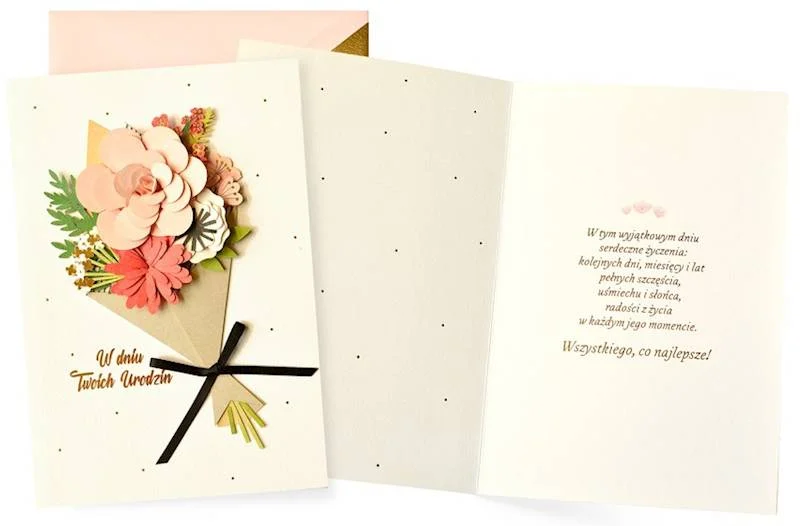 W dniu
Twoich Urodzin
W tym wyjątkowym dniu
serdeczne życzenia:
kolejnych dni, miesięcy i lat
pełnych szczęścia,
uśmiechu i słońca,
radości z życia
w każdym jego momencie.
Wszystkiego, co najlepsze!